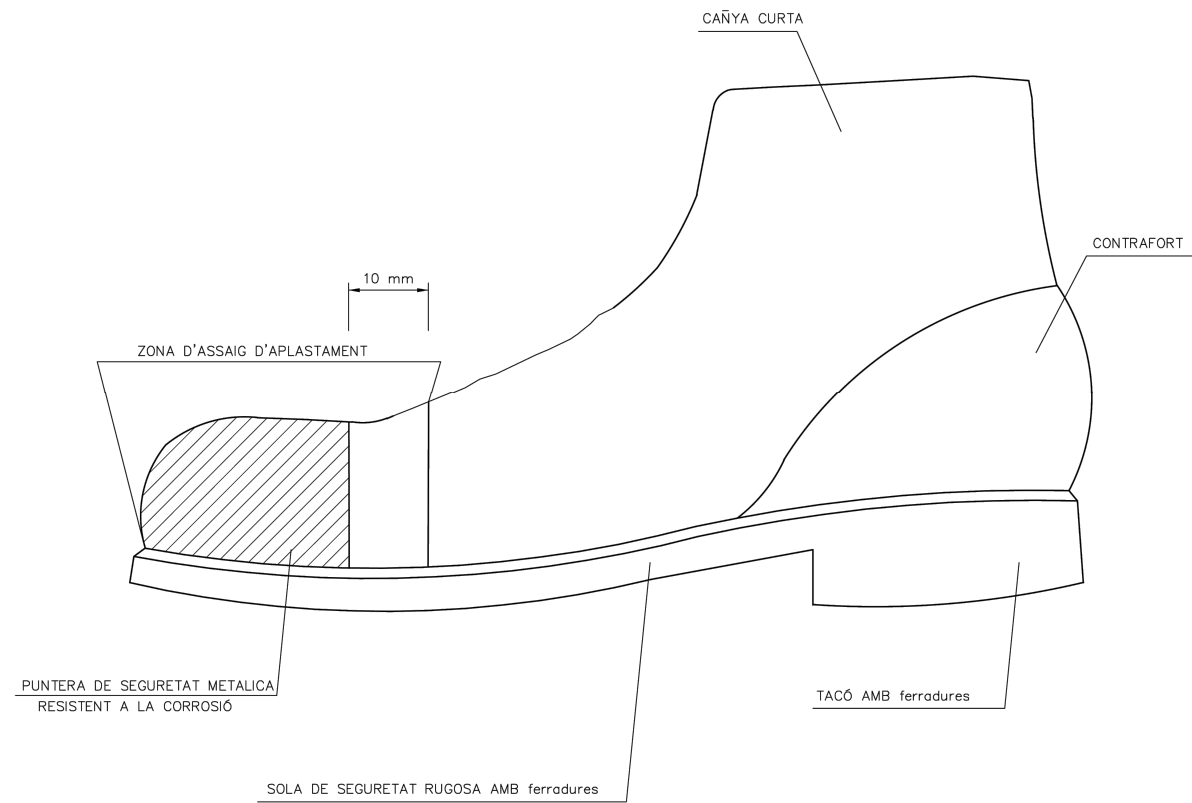 CAÑYA CURTA
CONTRAFORT
10 mm
ZONA D'ASSAIG D'APLASTAMENT
PUNTERA DE SEGURETAT METALICA
RESISTENT A LA CORROSIÓ
TACÓ AMB ferradures
SOLA DE SEGURETAT RUGOSA AMB ferradures